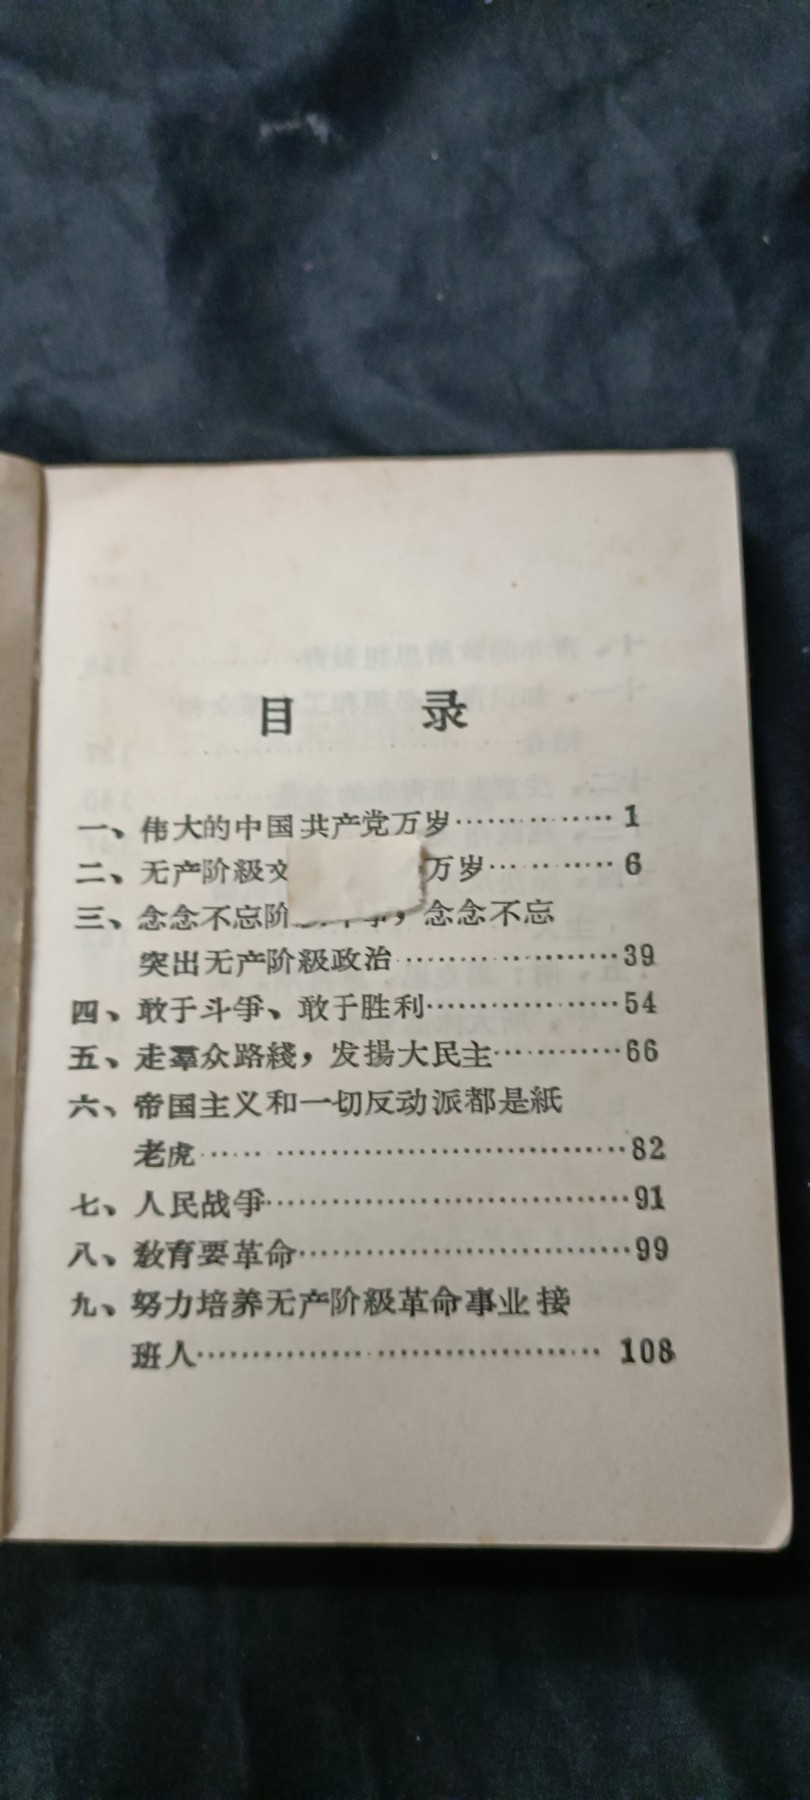 目 录
一、伟大的中国共产党万岁……………1
二、无产阶級 万岁…………6
三、念念不忘阶 ，念念不忘
突出无产阶級政治…………………39
四、敢于斗爭、敢于胜利………………54
五、走羣众路綫，发揚大民主…………66
六、帝国主义和一切反动派都是紙
老虎……………………………………82
七、人民战爭……………………………91
八、敎育要革命…………………………99
九、努力培养无产阶級革命事业接
班人…………………………………108